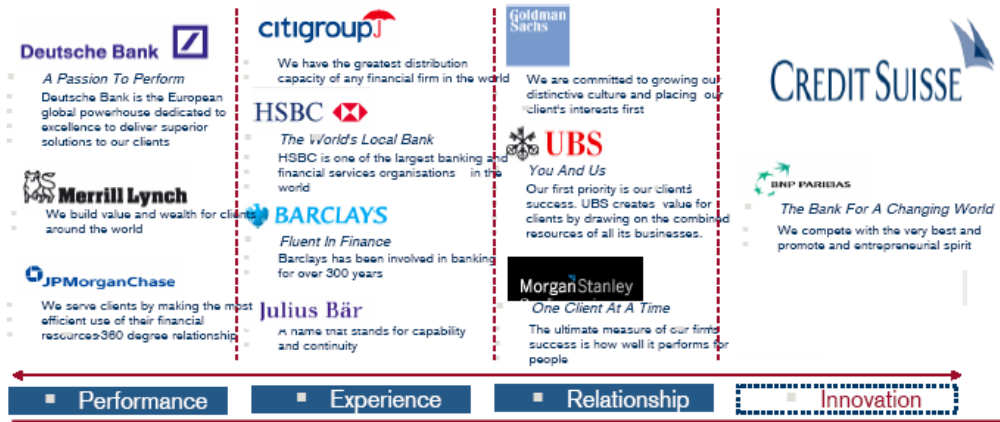 Deutsche Bank
A Passion To Perform
Deutsche Bank is the European
global powerhouse dedicated to
excellence to deliver superior
solutions to our clients
Merrill Lynch
We build value and wealth for clients
around the world
JPMorganChase
We serve clients by making the most
efficient use of their financial
resources-360 degree relationship
citigroup
We have the greatest distribution
capacity of any financial firm in the world
HSBC
The World's Local Bank
HSBC is one of the largest banking and
financial services organisations in the
world
BARCLAYS
Fluent In Finance
Barclays has been involved in banking
for over 300 years
Julius Bär
A name that stands for capability
and continuity
Goldman
Sachs
We are committed to growing our
distinctive culture and placing our
client's interests first
UBS
You And Us
Our first priority is our clients'
success. UBS creates value for
clients by drawing on the combined
resources of all its businesses.
Morgan Stanley
One Client At A Time
The ultimate measure of our firm's
success is how well it performs for
people
CREDIT SUISSE
BNP PARIBAS
The Bank For A Changing World
We compete with the very best and
promote and entrepreneurial spirit
Performance
Experience
Relationship
Innovation